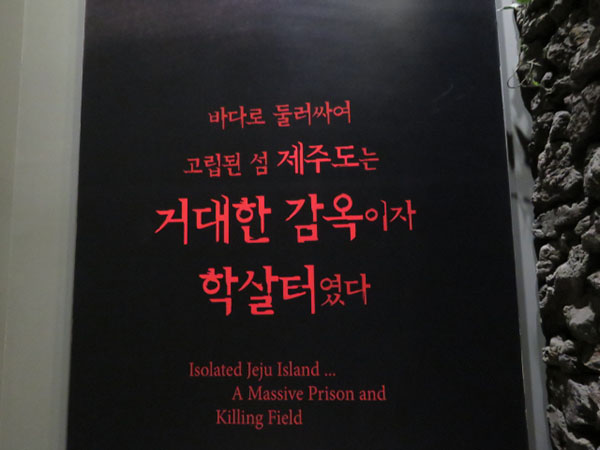 바다로 둘러싸여
고립된 섬 제주도는
거대한 감옥이자
학살터였다
Isolated Jeju Island ...
A Massive Prison and
Killing Field